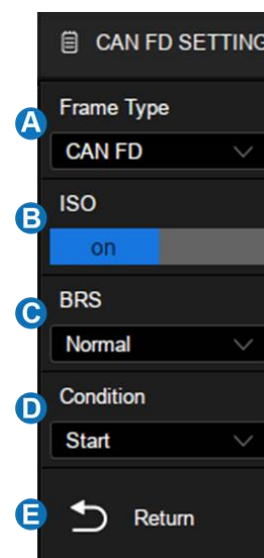 CAN FD SETTING
A
Frame Type
CAN FD
B
ISO
on
C
BRS
Normal
D
Condition
Start
E
Return